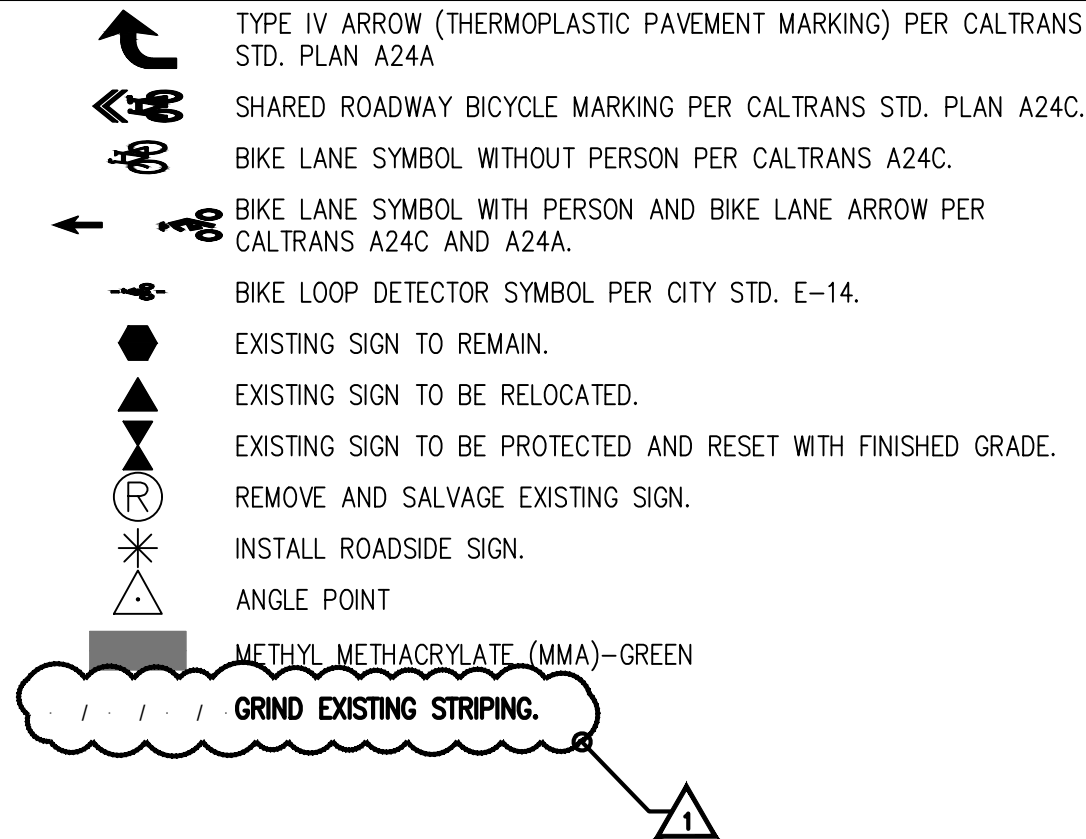 TYPE IV ARROW (THERMOPLASTIC PAVEMENT MARKING) PER CALTRANS
STD. PLAN A24A
SHARED ROADWAY BICYCLE MARKING PER CALTRANS STD. PLAN A24C.
BIKE LANE SYMBOL WITHOUT PERSON PER CALTRANS A24C.
BIKE LANE SYMBOL WITH PERSON AND BIKE LANE ARROW PER
CALTRANS A24C AND A24A.
BIKE LOOP DETECTOR SYMBOL PER CITY STD. E-14.
EXISTING SIGN TO REMAIN.
EXISTING SIGN TO BE RELOCATED.
EXISTING SIGN TO BE PROTECTED AND RESET WITH FINISHED GRADE.
R REMOVE AND SALVAGE EXISTING SIGN.
INSTALL ROADSIDE SIGN.
ANGLE POINT
METHYL METHACRYLATE (MMA)-GREEN
GRIND EXISTING STRIPING.
1